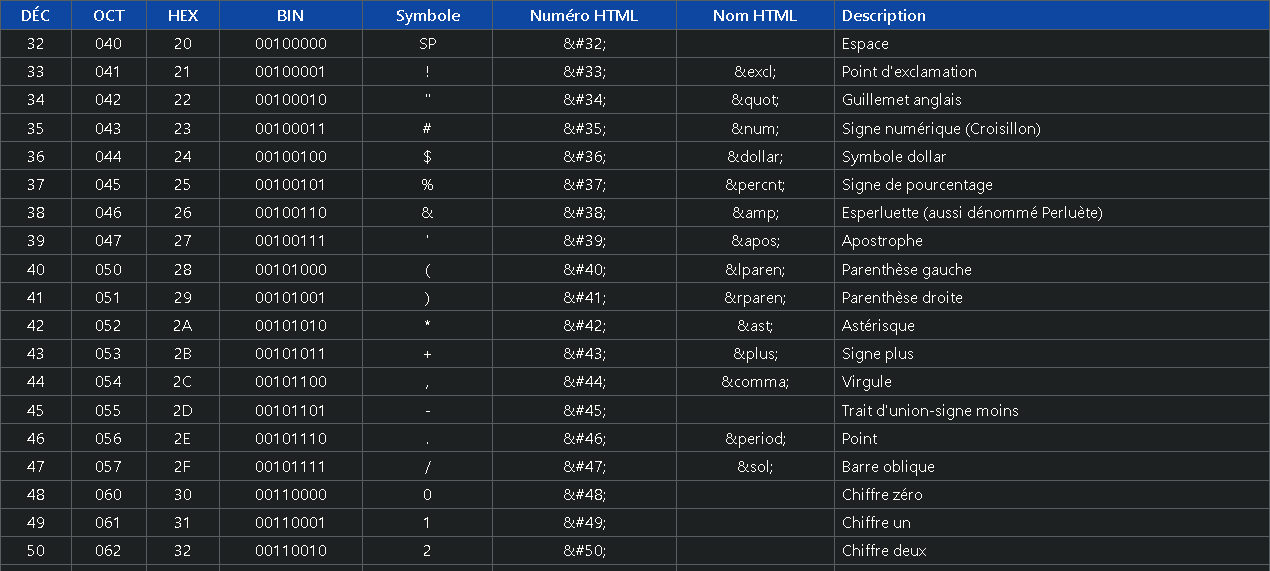 DÉC OCT HEX BIN Symbole Numéro HTML Nom HTML Description
32 040 20 00100000 SP &#32; Espace
33 041 21 00100001 ! &#33; &excl; Point d'exclamation
34 042 22 00100010 " &#34; &quot; Guillemet anglais
35 043 23 00100011 # &#35; &num; Signe numérique (Croisillon)
36 044 24 00100100 $ &#36; &dollar; Symbole dollar
37 045 25 00100101 % &#37; &percnt; Signe de pourcentage
38 046 26 00100110 & &#38; &amp; Esperluette (aussi dénommé Perluète)
39 047 27 00100111 ' &#39; &apos; Apostrophe
40 050 28 00101000 ( &#40; &lparen; Parenthèse gauche
41 051 29 00101001 ) &#41; &rparen; Parenthèse droite
42 052 2A 00101010 * &#42; &ast; Astérisque
43 053 2B 00101011 + &#43; &plus; Signe plus
44 054 2C 00101100 , &#44; &comma; Virgule
45 055 2D 00101101 - &#45; Trait d'union-signe moins
46 056 2E 00101110 . &#46; &period; Point
47 057 2F 00101111 / &#47; &sol; Barre oblique
48 060 30 00110000 0 &#48; Chiffre zéro
49 061 31 00110001 1 &#49; Chiffre un
50 062 32 00110010 2 &#50; Chiffre deux